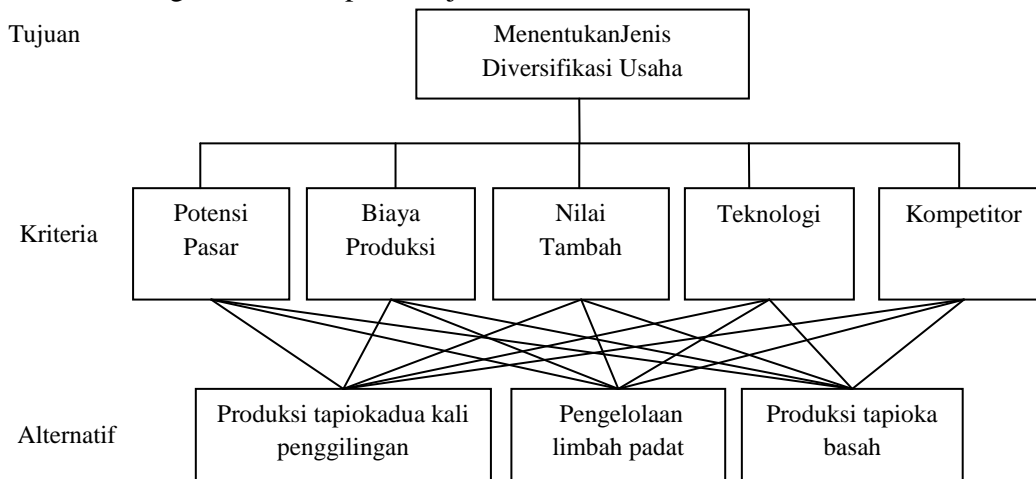 Tujuan
MenentukanJenis
Diversifikasi Usaha
Kriteria
Potensi
Pasar
Biaya
Produksi
Nilai
Tambah
Teknologi
Kompetitor
Alternatif
Produksi tapiokadua kali
penggilingan
Pengelolaan
limbah padat
Produksi tapioka
basah